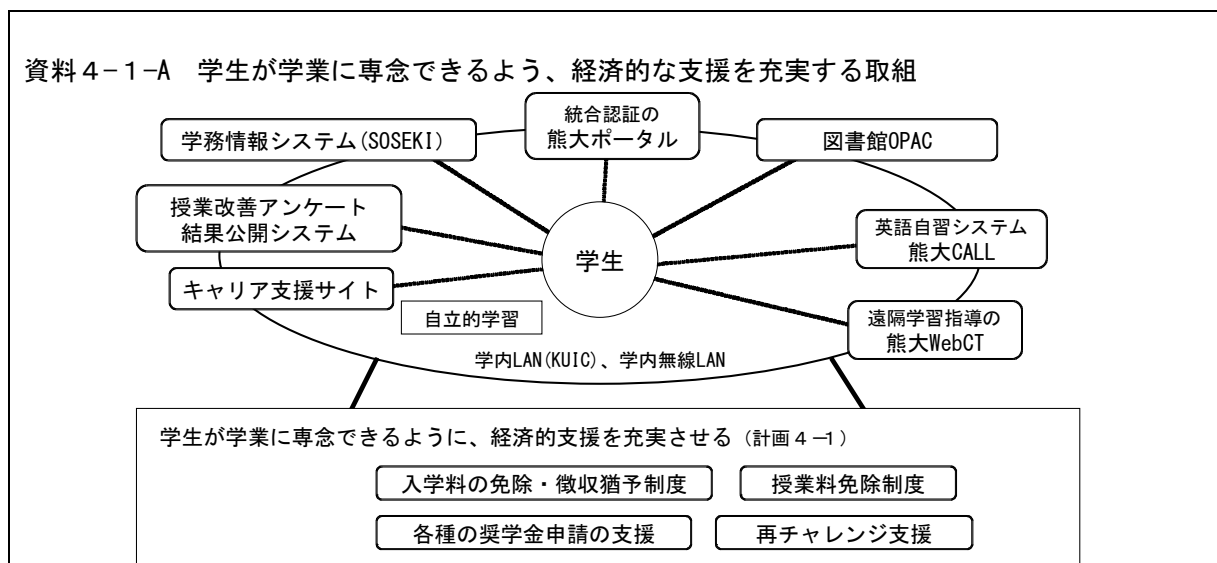 資料4-1-A 学生が学業に専念できるよう、経済的な支援を充実する取組
統合認証の
熊大ポータル
学務情報システム(SOSEKI)
図書館OPAC
授業改善アンケート
結果公開システム
学生
英語自習システム
熊大CALL
キャリア支援サイト
自立的学習
遠隔学習指導の
熊大WebCT
学内LAN(KUIC)、学内無線LAN
学生が学業に専念できるように、経済的支援を充実させる(計画4-1)
入学料の免除・徴収猶予制度
授業料免除制度
各種の奨学金申請の支援
再チャレンジ支援